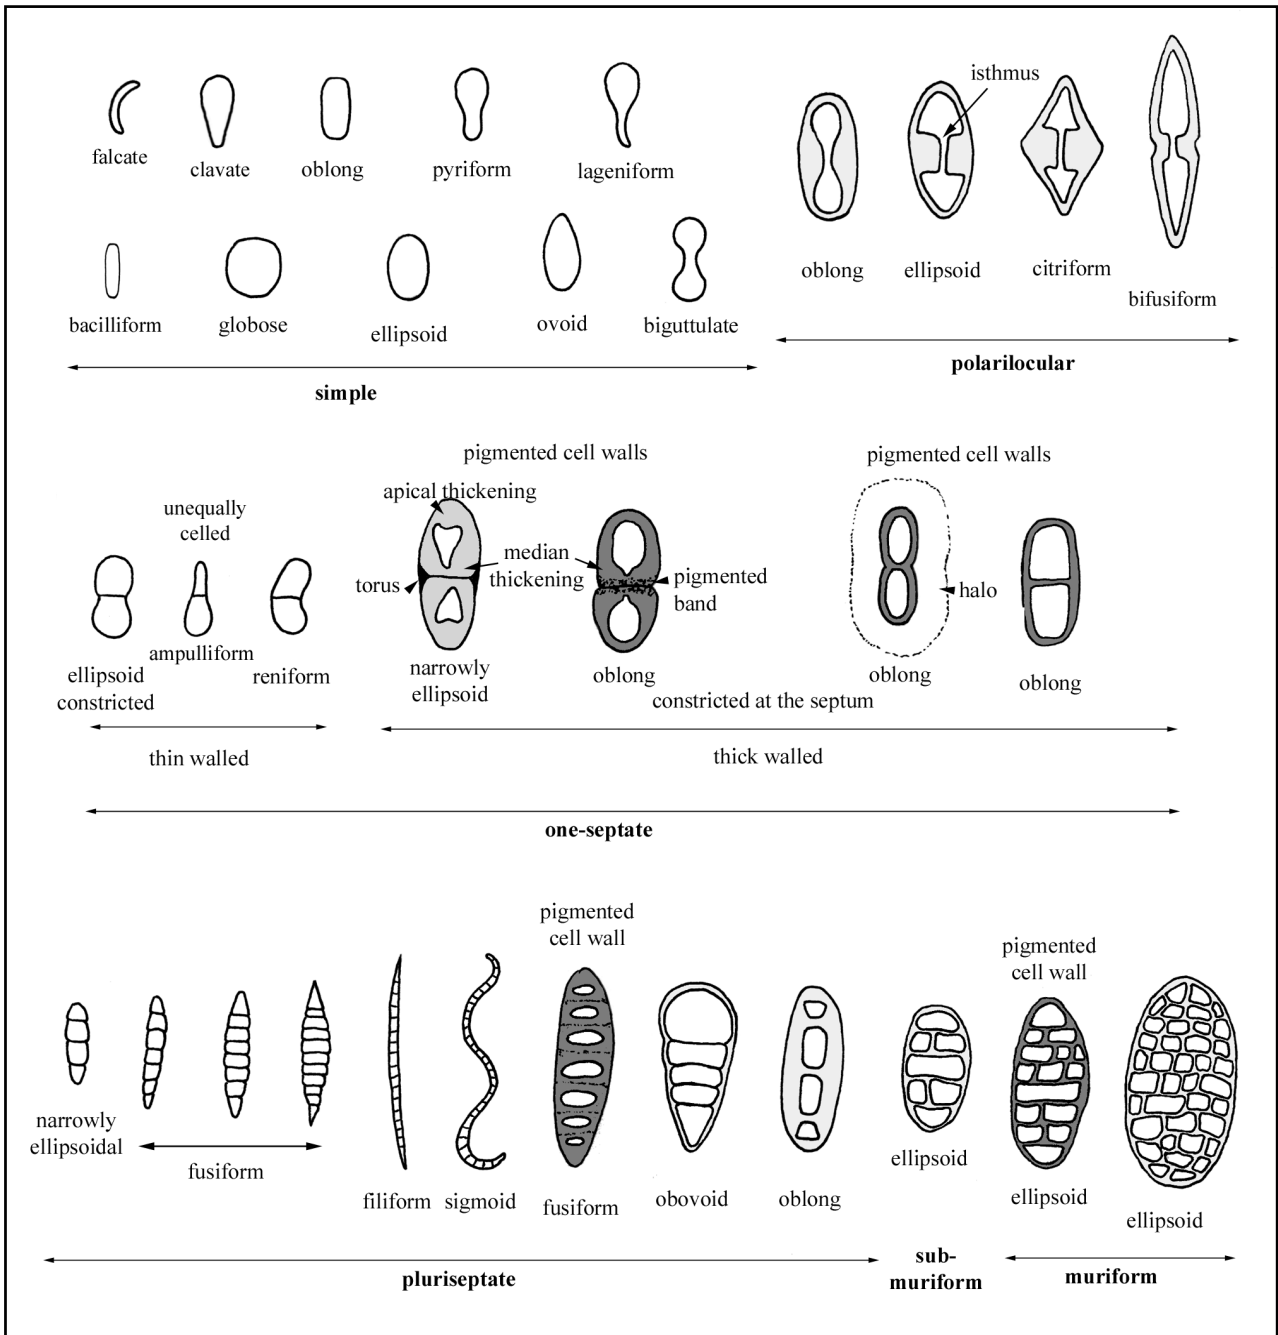 isthmus
falcate
clavate
oblong
pyriform
lageniform
bacilliform
globose
ellipsoid
ovoid
biguttulate
simple
oblong
ellipsoid
citriform
bifusiform
polarilocular
unequally
celled
ellipsoid
constricted
ampulliform
reniform
thin walled
pigmented cell walls
apical thickening
torus
median
thickening
pigmented
band
narrowly
ellipsoid
oblong
pigmented cell walls
halo
oblong
oblong
constricted at the septum
thick walled
one-septate
narrowly
ellipsoidal
fusiform
filiform
sigmoid
pigmented
cell wall
fusiform
obovoid
oblong
pluriseptate
ellipsoid
sub-
muriform
pigmented
cell wall
ellipsoid
ellipsoid
muriform